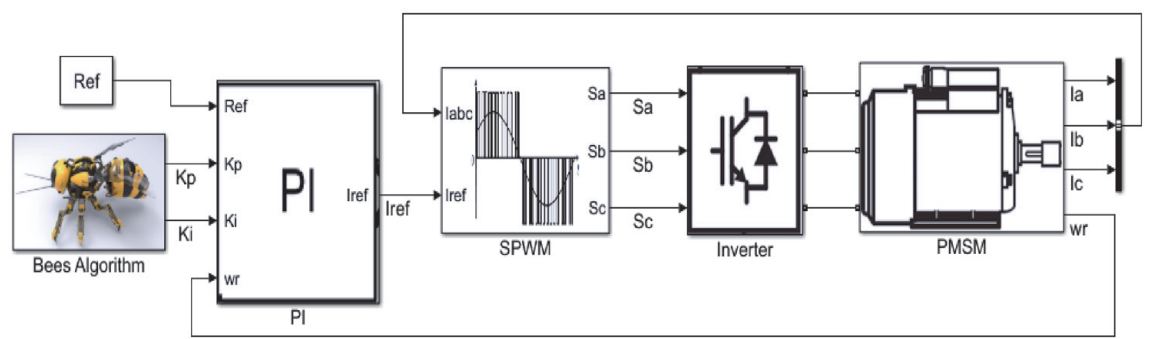 Ref
Ref
Kp
Kp
Ki
Ki
wr
Bees Algorithm
PI
Iref
Iref
PI
Iabc
Iref
Sa
Sb
Sc
SPWM
Sa
Sb
Sc
Inverter
PMSM
Ia
Ib
Ic
wr